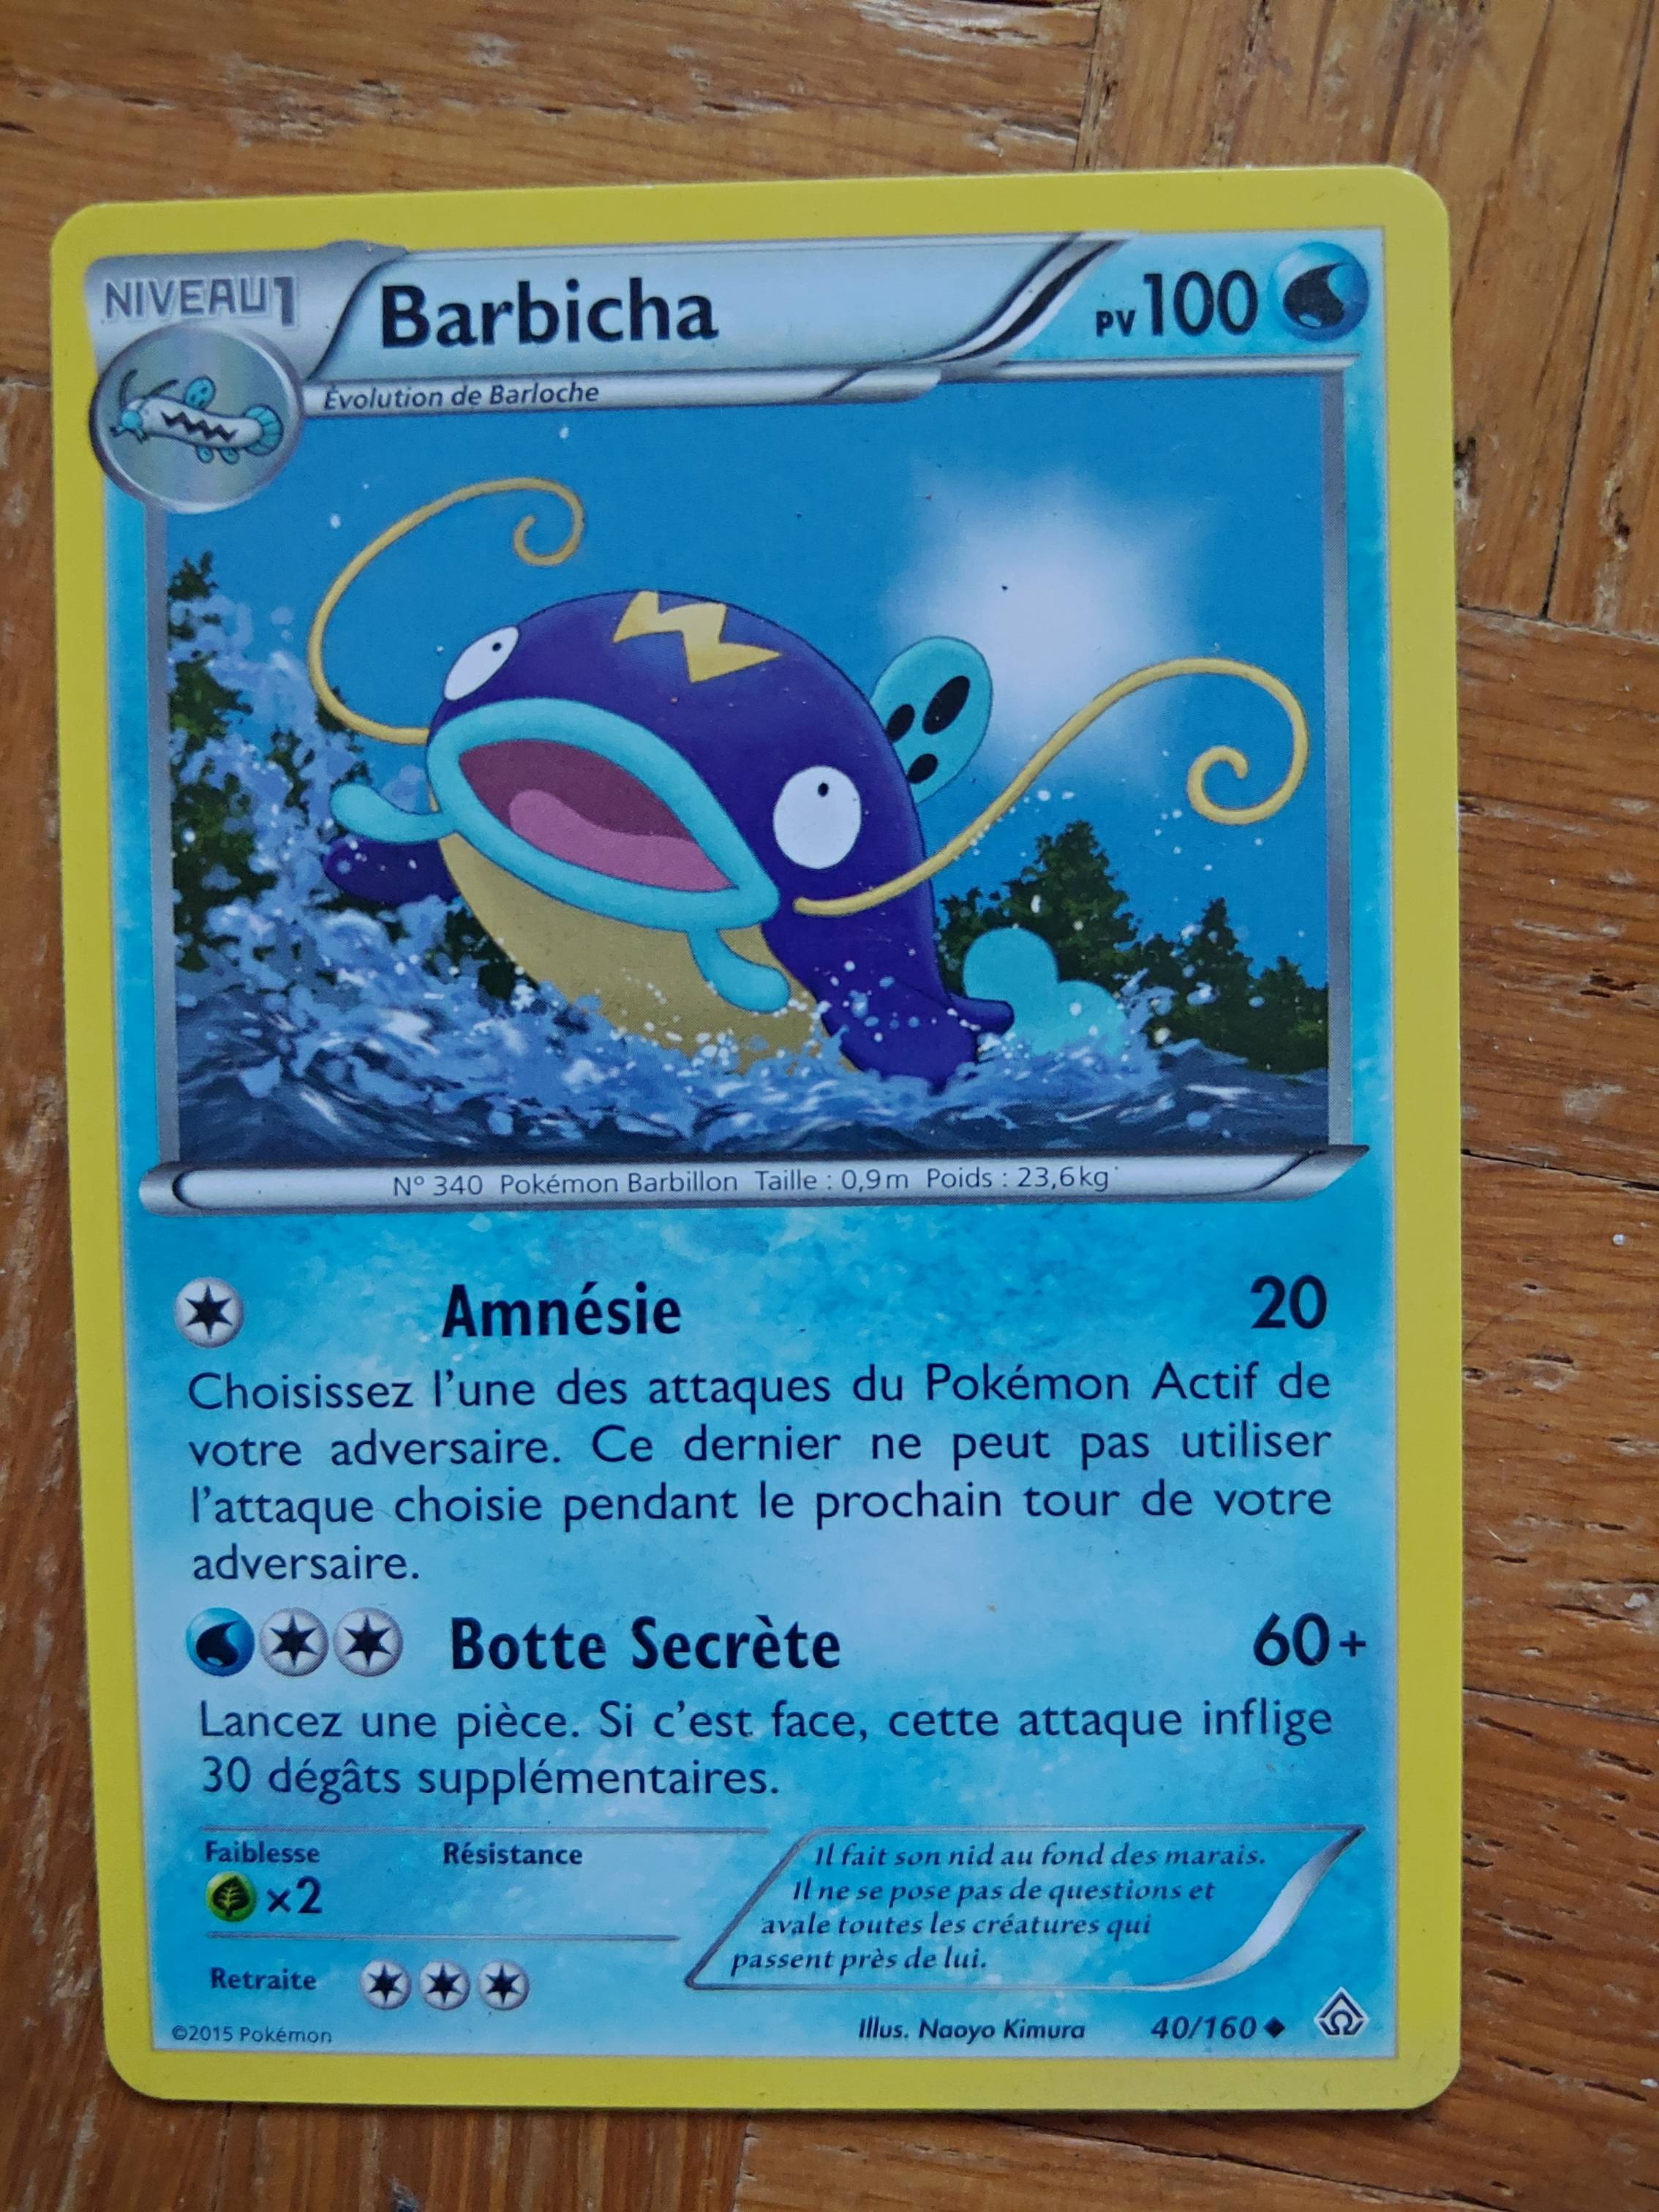 NIVEAU 1
Barbicha
PV 100
Évolution de Barloche
N° 340 Pokémon Barbillon Taille : 0,9 m Poids : 23,6 kg
Amnésie 20
Choisissez l'une des attaques du Pokémon Actif de
votre adversaire. Ce dernier ne peut pas utiliser
l'attaque choisie pendant le prochain tour de votre
adversaire.
Botte Secrète 60+
Lancez une pièce. Si c'est face, cette attaque inflige
30 dégâts supplémentaires.
Faiblesse Résistance
×2
Retraite
Il fait son nid au fond des marais.
Il ne se pose pas de questions et
avale toutes les créatures qui
passent près de lui.
©2015 Pokémon
Illus. Naoyo Kimura 40/160